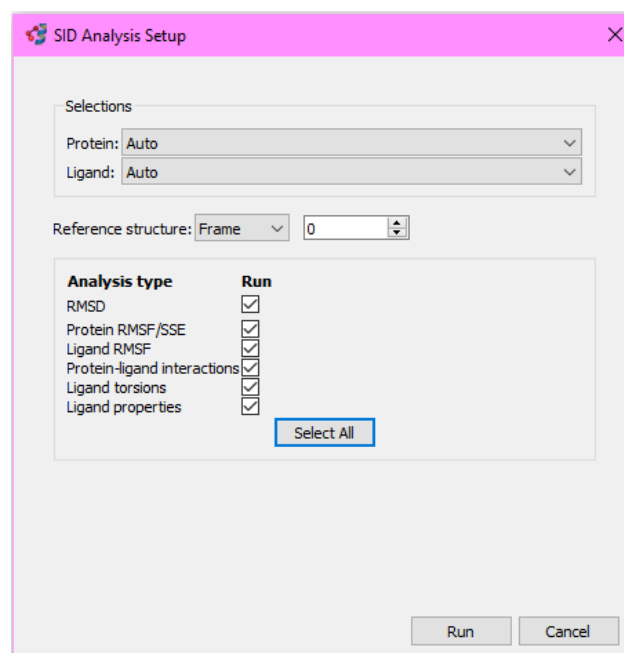 SID Analysis Setup
Selections
Protein: Auto
Ligand: Auto
Reference structure: Frame 0
Analysis type Run
RMSD
Protein RMSF/SSE
Ligand RMSF
Protein-ligand interactions
Ligand torsions
Ligand properties
Select All
Run Cancel